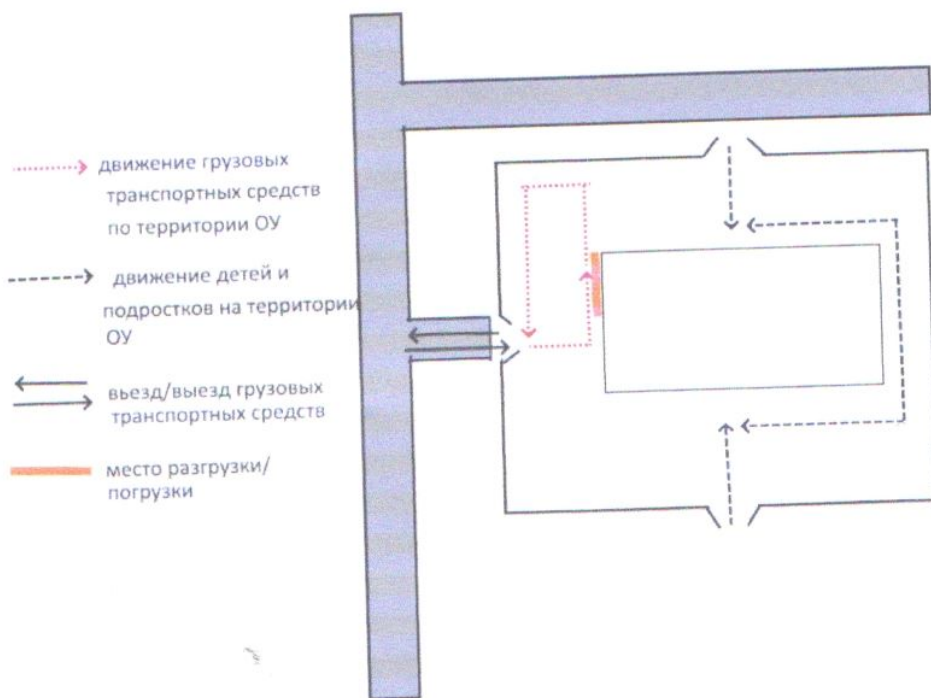 движение грузовых
транспортных средств
по территории ОУ
движение детей и
подростков на территории
ОУ
вьезд/выезд грузовых
транспортных средств
место разгрузки/
погрузки